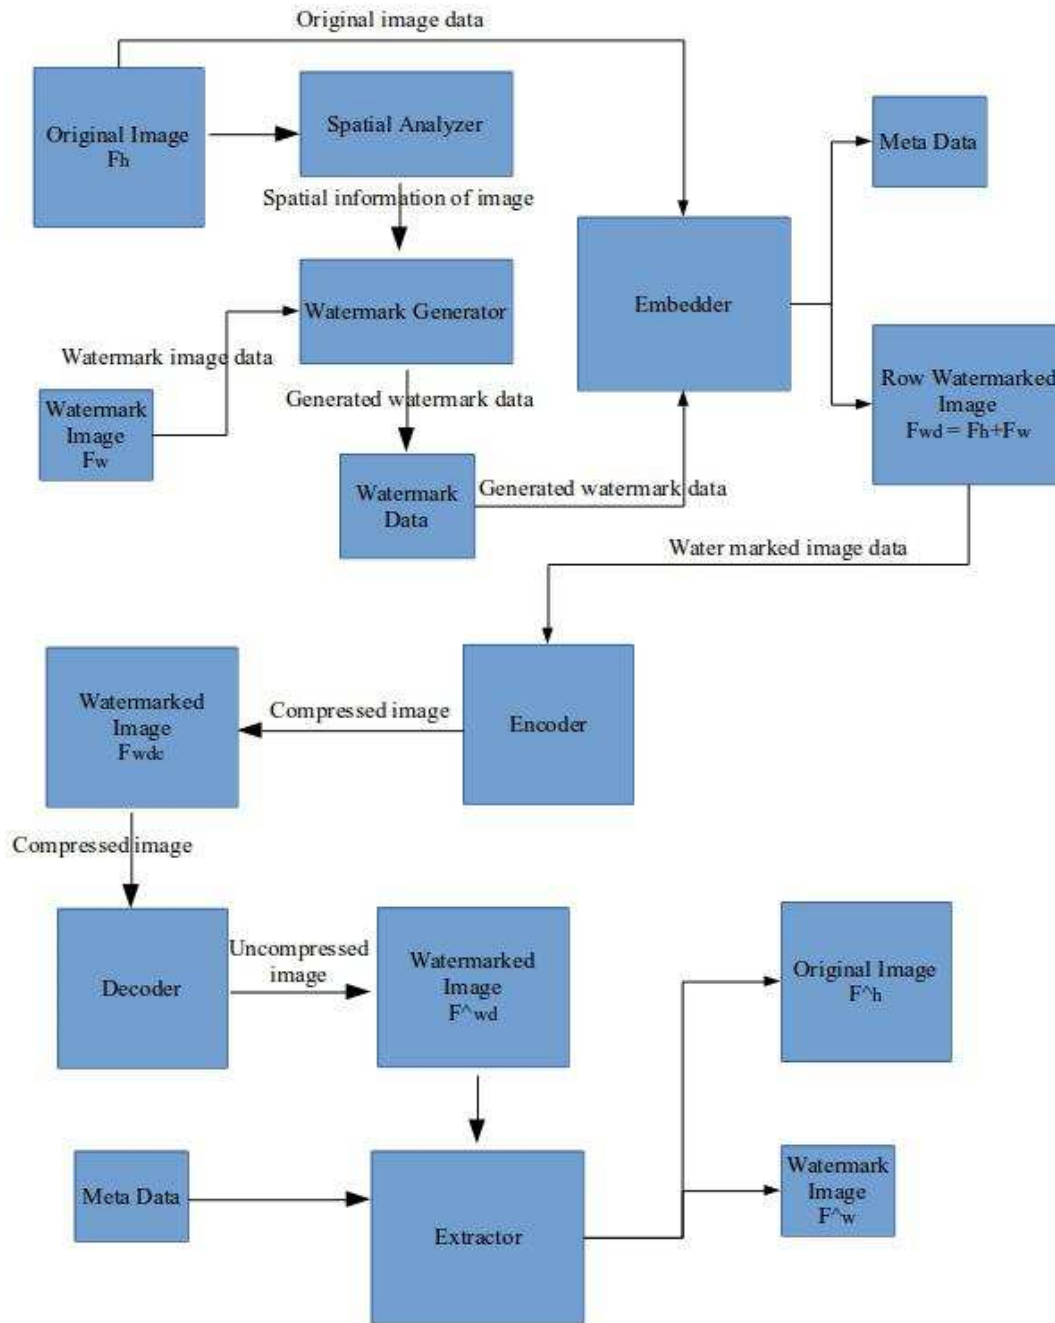 Original image data
Original Image
Fh
Spatial Analyzer
Meta Data
Spatial information of image
Watermark Generator
Embedder
Watermark image data
Row Watermarked
Image
Fwd = Fh+Fw
Watermark
Image
Fw
Generated watermark data
Watermark
Data
Generated watermark data
Water marked image data
Watermarked
Image
Fwdc
Compressed image
Encoder
Compressed image
Decoder
Uncompressed
image
Watermarked
Image
F^wd
Original Image
F^h
Meta Data
Extractor
Watermark
Image
F^w